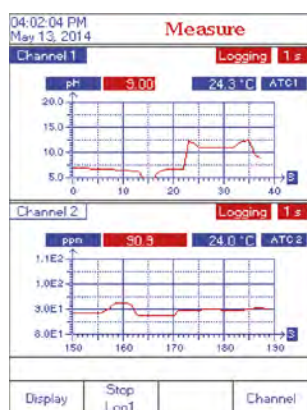 04:02:04 PM
May 13, 2014
Measure
Channel 1
Logging 1 s
pH 9.00 24.3 °C ATC1
20.0
15.0
10.0
5.0
0 10 20 30 40 S
Channel 2
Logging 1 s
ppm 90.9 24.0 °C ATC2
1.1E2
1.0E2
9.0E1
8.0E1
150 160 170 180 190 S
Display
Stop
Log1
Channel